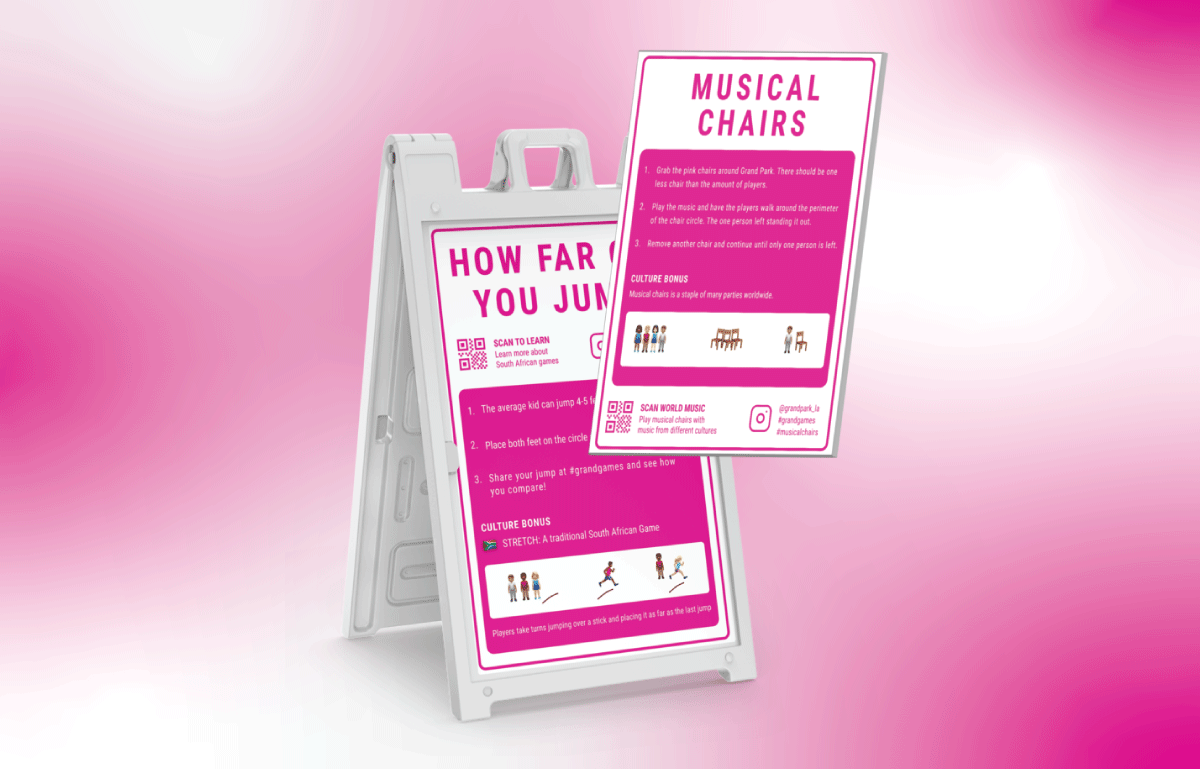 MUSICAL
CHAIRS
1. Grab the pink chairs around Grand Park. There should be one
less chair than the amount of players.
2. Play the music and have the players walk around the perimeter
of the chair circle. The one person left standing it out.
3. Remove another chair and continue until only one person is left.
CULTURE BONUS
Musical chairs is a staple of many parties worldwide.
SCAN WORLD MUSIC
Play musical chairs with
music from different cultures
@grandpark_la
#grandgames
#musicalchairs
HOW FAR
YOU
SCAN TO LEARN
Learn more about
South African games
1. The average kid can jump 4-5
2. Place both feet on the circle
3. Share your jump at #grandgames and see how
you compare!
CULTURE BONUS
STRETCH: A traditional South African Game
Players take turns jumping over a stick and placing it as far as the last jump